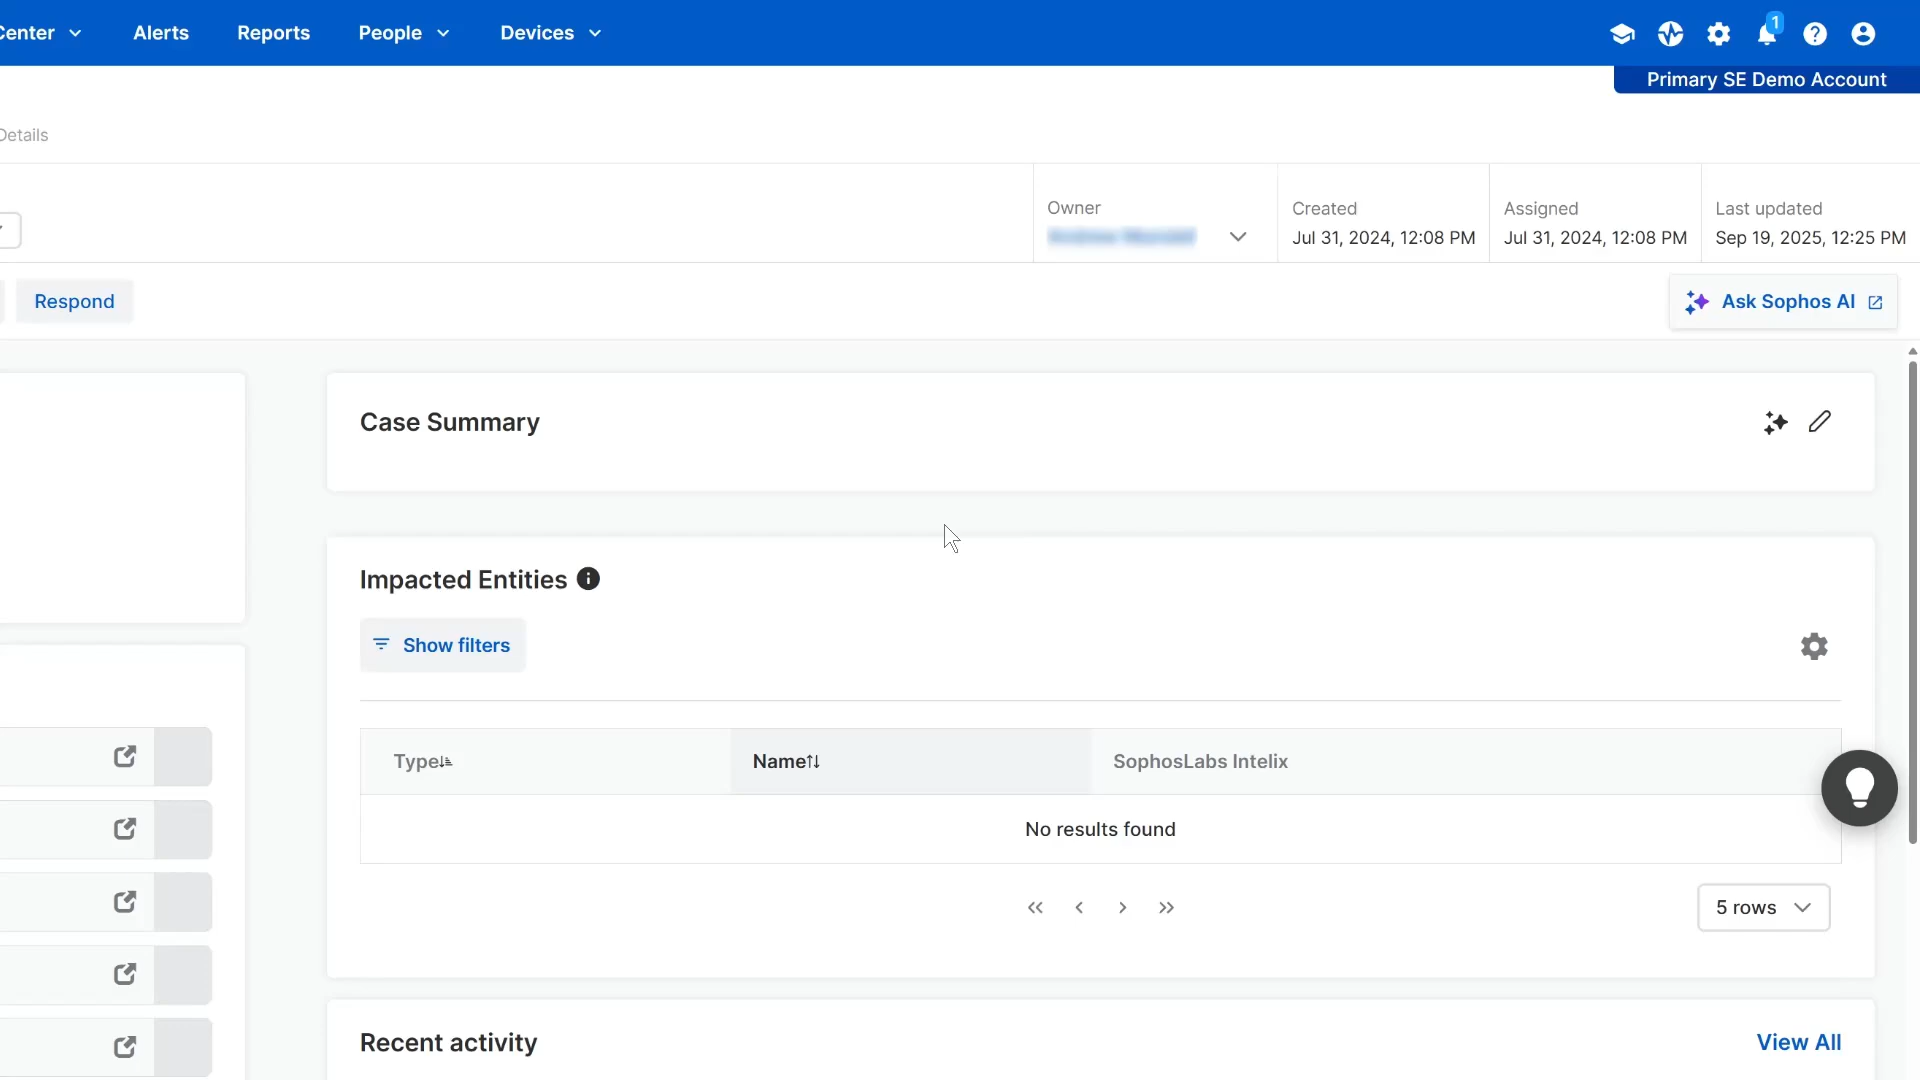 Center
Alerts
Reports
People
Devices
1
Primary SE Demo Account
Details
Owner
Created
Jul 31, 2024, 12:08 PM
Assigned
Jul 31, 2024, 12:08 PM
Last updated
Sep 19, 2025, 12:25 PM
Respond
Ask Sophos AI
Case Summary
Impacted Entities
Show filters
Type
Name
SophosLabs Intelix
No results found
5 rows
Recent activity
View All